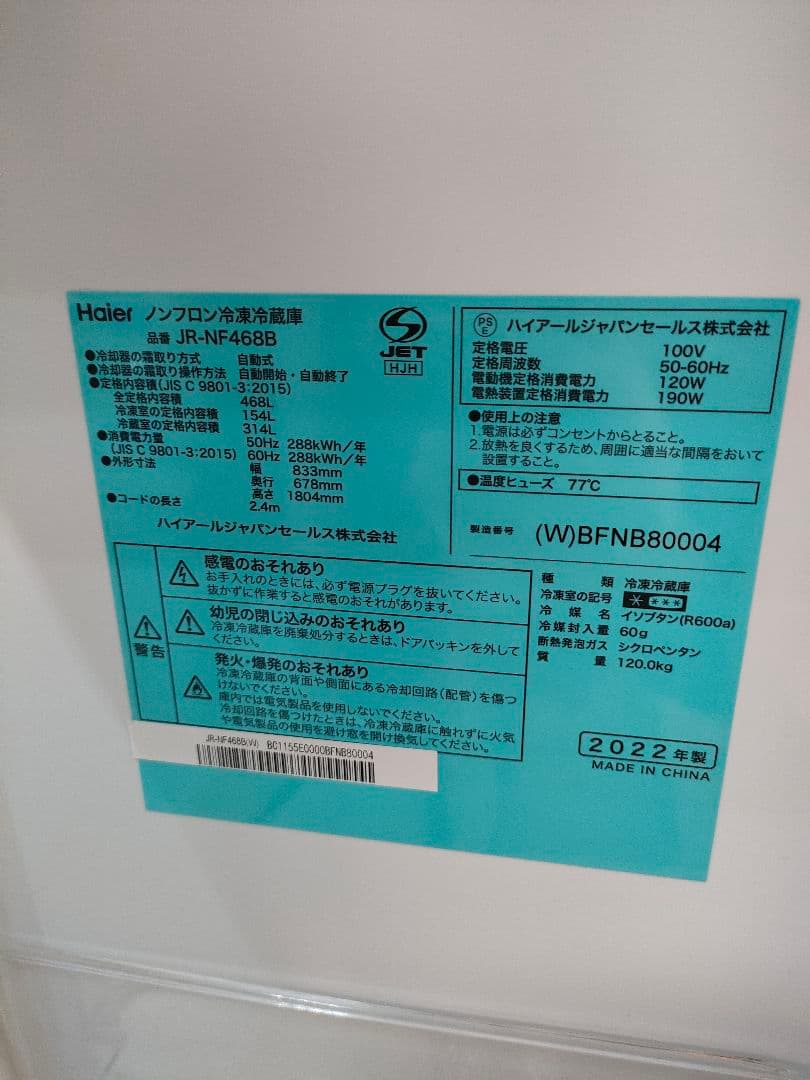 Haier ノンフロン冷凍冷蔵庫
品番 JR-NF468B
●冷却器の霜取り方式 自動式
●冷却器の霜取り操作方法 自動開始・自動終了
●定格内容積(JIS C 9801-3:2015)
全定格内容積 468L
冷凍室の定格内容積 154L
冷蔵室の定格内容積 314L
●消費電力量 50Hz 288kWh/年
(JIS C 9801-3:2015) 60Hz 288kWh/年
●外形寸法 幅 833mm
奥行 678mm
高さ 1804mm
●コードの長さ 2.4m
ハイアールジャパンセールス株式会社
S
JET
HJH
PS
E
ハイアールジャパンセールス株式会社
定格電圧 100V
定格周波数 50-60Hz
電動機定格消費電力 120W
電熱装置定格消費電力 190W
●使用上の注意
1.電源は必ずコンセントからとること。
2.放熱を良くするため、周囲に適当な間隔をおいて
設置すること。
●温度ヒューズ 77℃
製造番号 (W)BFNB80004
警告
感電のおそれあり
お手入れのときには、必ず電源プラグを抜いてください。
抜かずに作業すると感電のおそれがあります。
幼児の閉じ込みのおそれあり
冷凍冷蔵庫を廃棄処分するときは、ドアパッキンを外して
ください。
発火・爆発のおそれあり
冷凍冷蔵庫の背面や側面にある冷却回路(配管)を傷つ
けないでください。
庫内では電気製品を使用しないでください。
冷却回路を傷つけたときは、冷凍冷蔵庫に触れずに火気
や電気製品の使用を避け窓を開け換気してください。
種類 冷凍冷蔵庫
冷凍室の記号 * ***
冷媒名 イソブタン(R600a)
冷媒封入量 60g
断熱発泡ガス シクロペンタン
質量 120.0kg
2022年製
MADE IN CHINA
JR-NF468B(W) BC1155E0000BFNB80004